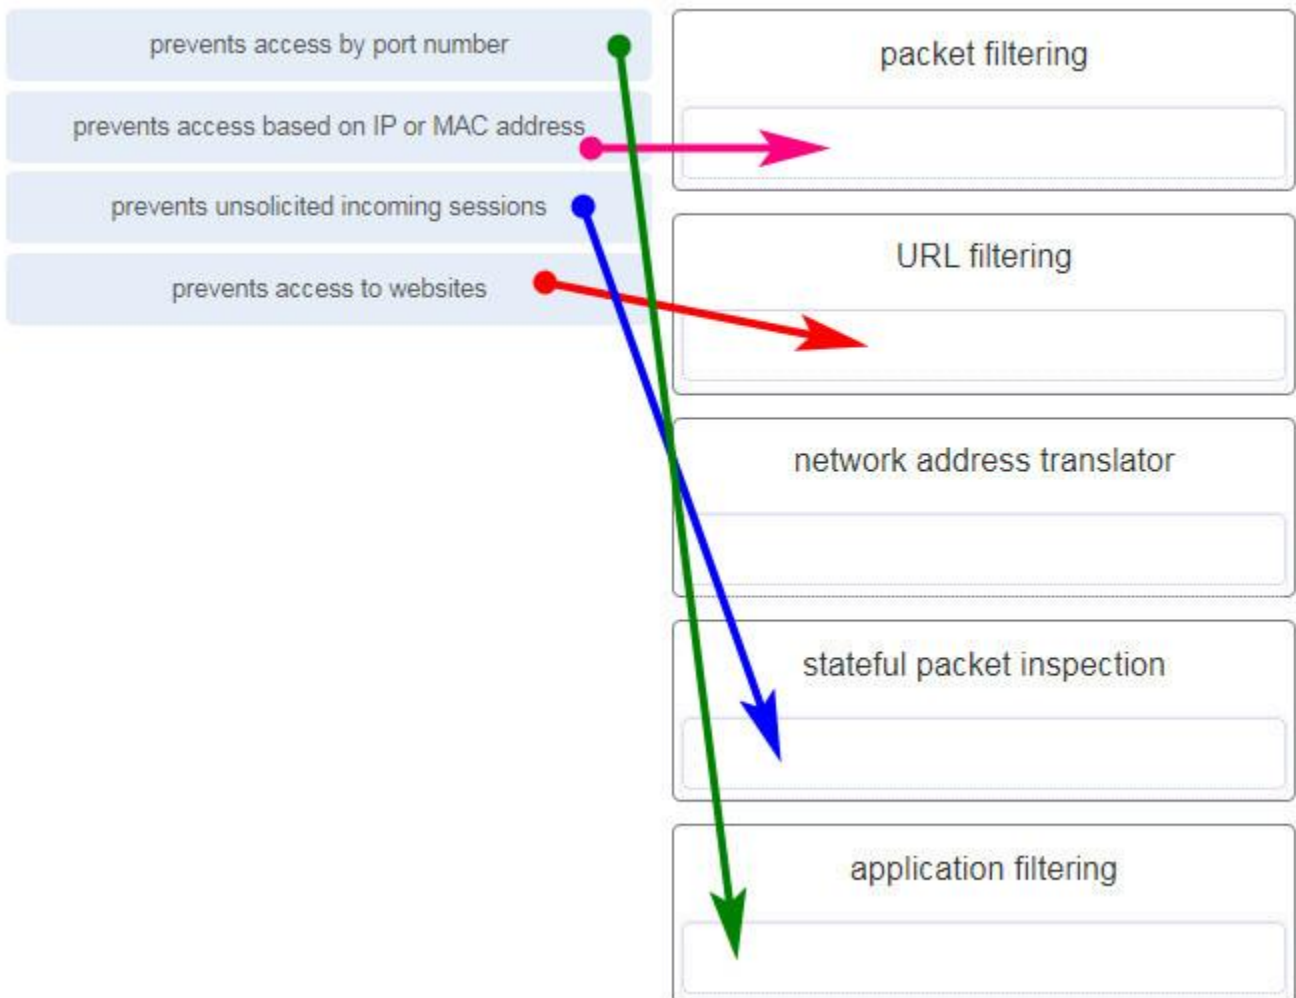 prevents access by port number
prevents access based on IP or MAC address
prevents unsolicited incoming sessions
prevents access to websites
packet filtering
URL filtering
network address translator
stateful packet inspection
application filtering